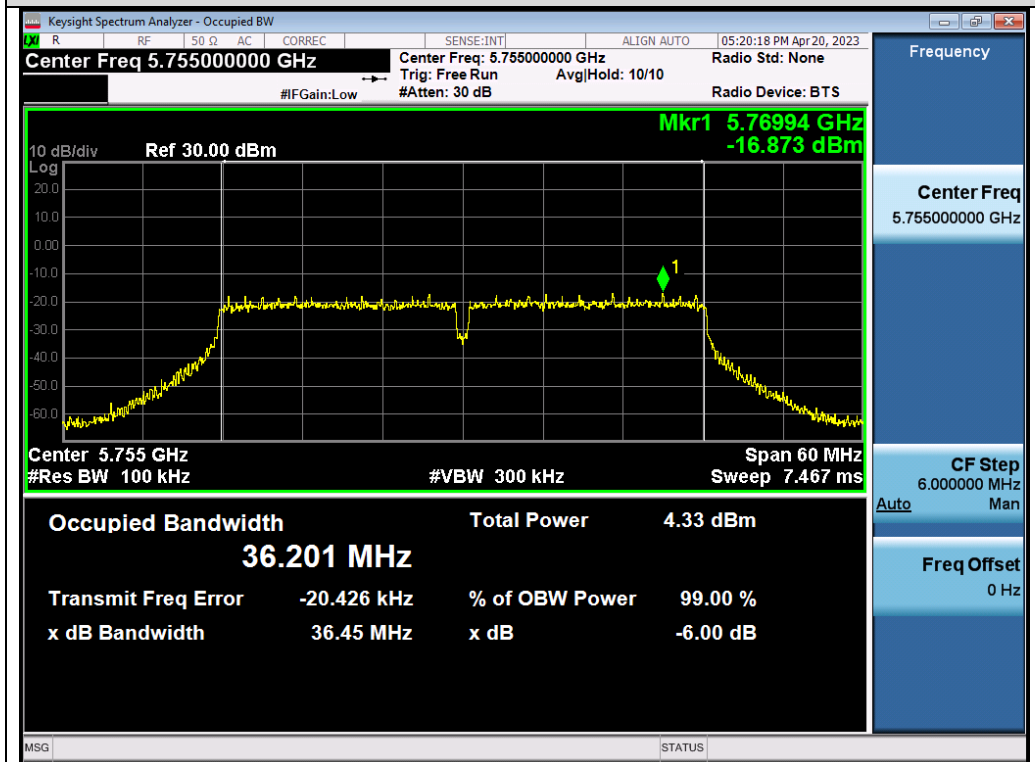 Keysight Spectrum Analyzer - Occupied BW
LXI R RF 50 Ω AC CORREC SENSE:INT ALIGN AUTO 05:20:18 PM Apr 20, 2023
Center Freq 5.755000000 GHz
Center Freq: 5.755000000 GHz
Radio Std: None
Trig: Free Run Avg|Hold: 10/10
#IFGain:Low
#Atten: 30 dB
Radio Device: BTS
Mkr1 5.76994 GHz
-16.873 dBm
10 dB/div Ref 30.00 dBm
Log
20.0
10.0
0.00
-10.0
-20.0
-30.0
-40.0
-50.0
-60.0
1
Center 5.755 GHz Span 60 MHz
#Res BW 100 kHz #VBW 300 kHz Sweep 7.467 ms
Occupied Bandwidth Total Power 4.33 dBm
36.201 MHz
Transmit Freq Error -20.426 kHz % of OBW Power 99.00 %
x dB Bandwidth 36.45 MHz x dB -6.00 dB
MSG STATUS
Frequency
Center Freq
5.755000000 GHz
CF Step
6.000000 MHz
Auto Man
Freq Offset
0 Hz